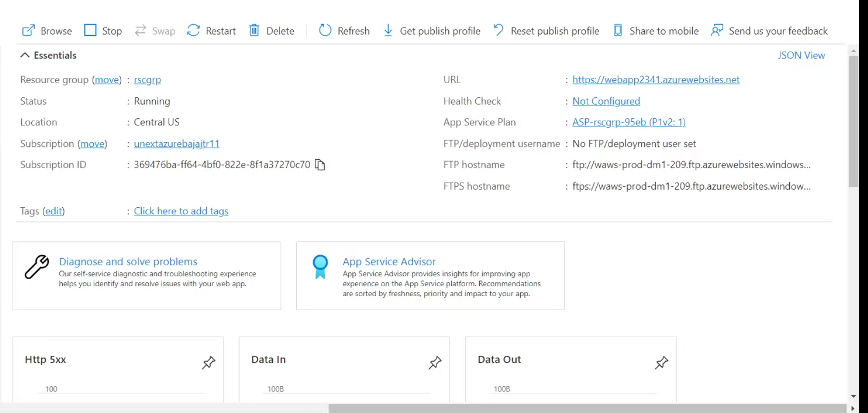 Browse Stop Swap Restart Delete Refresh Get publish profile Reset publish profile Share to mobile Send us your feedback
Essentials JSON View
Resource group (move) : rscgrp URL : https://webapp2341.azurewebsites.net
Status : Running Health Check : Not Configured
Location : Central US App Service Plan : ASP-rscgrp-95eb (P1v2: 1)
Subscription (move) : unextazurebajajtr11 FTP/deployment username : No FTP/deployment user set
Subscription ID : 369476ba-ff64-4bf0-822e-8f1a37270c70 FTP hostname : ftp://waws-prod-dm1-209.ftp.azurewebsites.windows...
FTPS hostname : ftps://waws-prod-dm1-209.ftp.azurewebsites.window...
Tags (edit) : Click here to add tags
Diagnose and solve problems
Our self-service diagnostic and troubleshooting experience
helps you identify and resolve issues with your web app.
App Service Advisor
App Service Advisor provides insights for improving app
experience on the App Service platform. Recommendations
are sorted by freshness, priority and impact to your app.
Http 5xx Data In Data Out
100 100B 100B